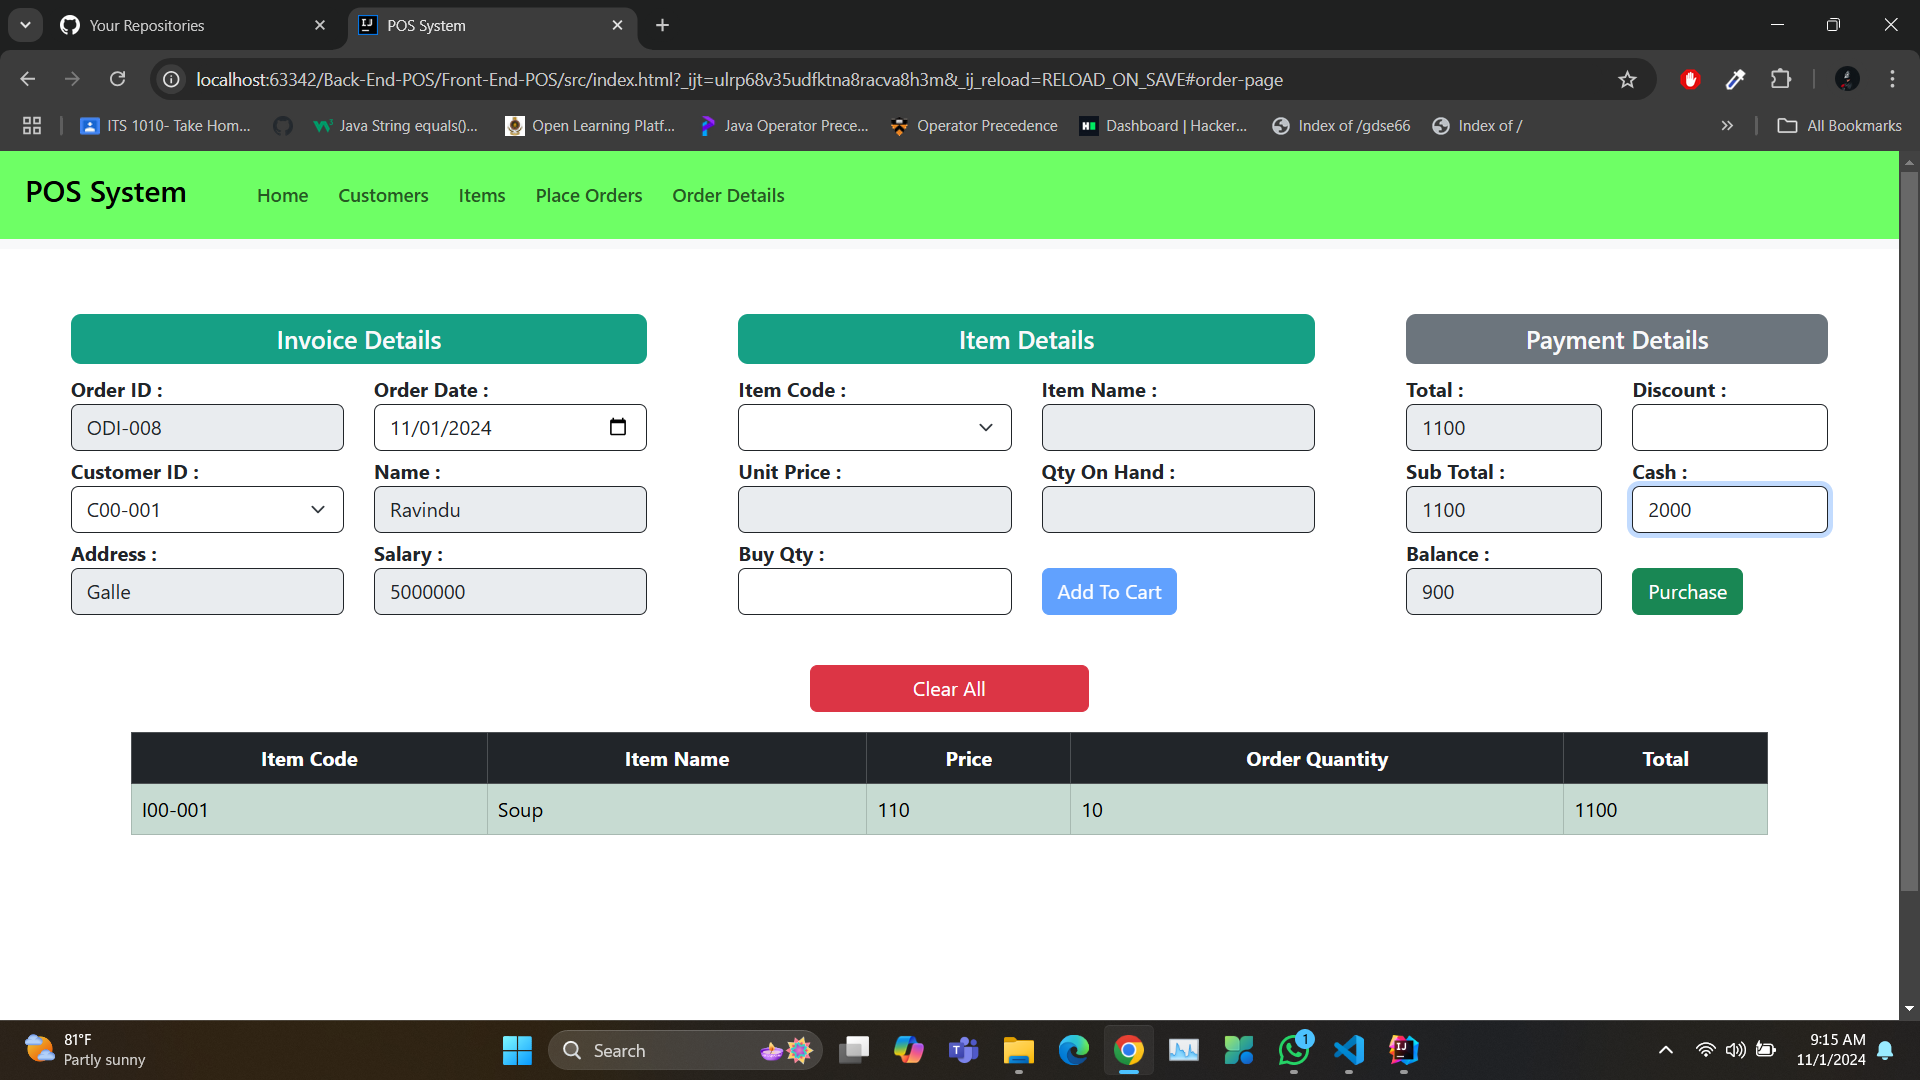 Your Repositories
POS System
localhost:63342/Back-End-POS/Front-End-POS/src/index.html?_ijt=ulrp68v35udfktna8racva8h3m&_ij_reload=RELOAD_ON_SAVE#order-page
ITS 1010- Take Hom...
Java String equals()...
Open Learning Platf...
Java Operator Prece...
Operator Precedence
Dashboard | Hacker...
Index of /gdse66
Index of /
All Bookmarks
POS System
Home
Customers
Items
Place Orders
Order Details
Invoice Details
Item Details
Payment Details
Order ID :
Order Date :
Item Code :
Item Name :
Total :
Discount :
ODI-008
11/01/2024
1100
Customer ID :
Name :
Unit Price :
Qty On Hand :
Sub Total :
Cash :
C00-001
Ravindu
1100
2000
Address :
Salary :
Buy Qty :
Balance :
Galle
5000000
Add To Cart
900
Purchase
Clear All
Item Code
Item Name
Price
Order Quantity
Total
I00-001
Soup
110
10
1100
81°F
Partly sunny
Search
1
9:15 AM
11/1/2024